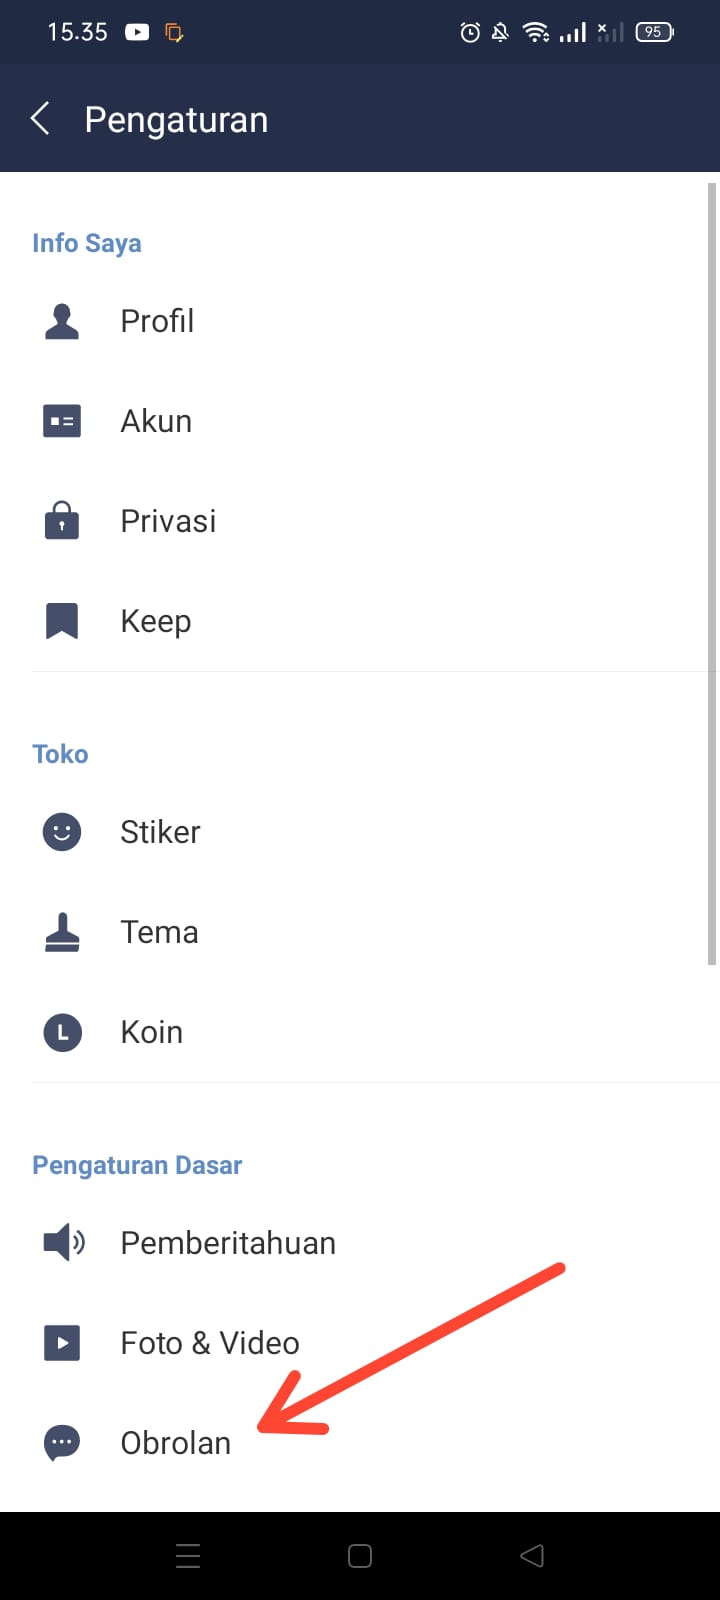 15.35
95
Pengaturan
Info Saya
Profil
Akun
Privasi
Keep
Toko
Stiker
Tema
L
Koin
Pengaturan Dasar
Pemberitahuan
Foto & Video
Obrolan